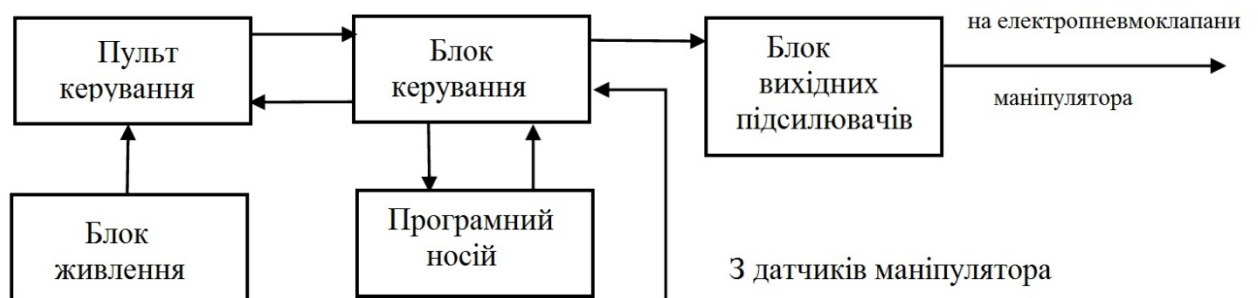 Пульт
керування
Блок
керування
Блок
вихідних
підсилювачів
на електропневмоклапани
маніпулятора
Блок
живлення
Програмний
носій
З датчиків маніпулятора